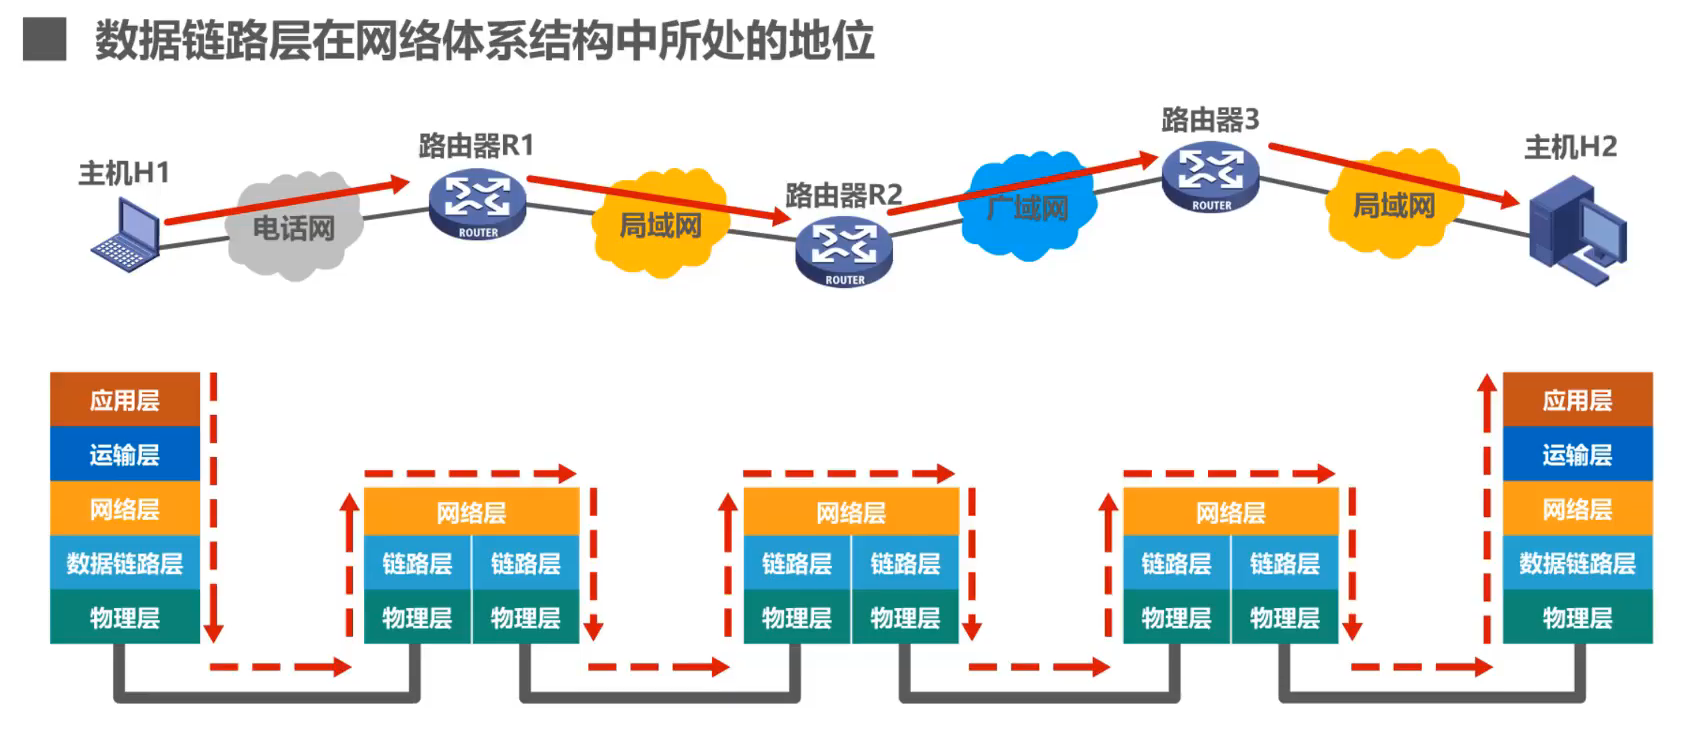 数据链路层在网络体系结构中所处的地位
主机H1
路由器R1
路由器R2
路由器3
主机H2
电话网
局域网
广域网
局域网
ROUTER
ROUTER
ROUTER
应用层
运输层
网络层
数据链路层
物理层
网络层
链路层 链路层
物理层 物理层
网络层
链路层 链路层
物理层 物理层
网络层
链路层 链路层
物理层 物理层
应用层
运输层
网络层
数据链路层
物理层